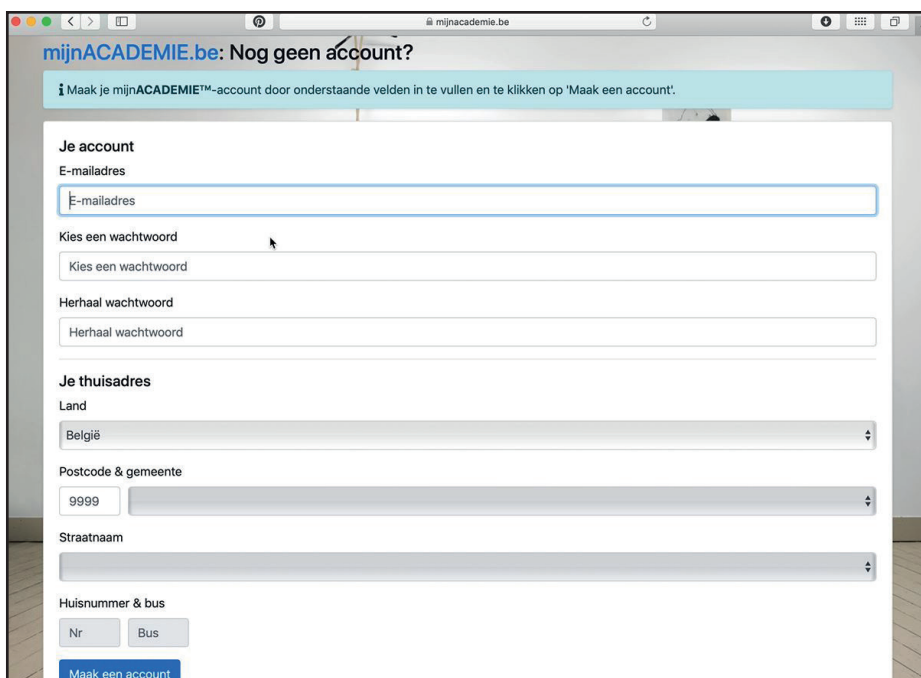 mijnacademie.be
mijnACADEMIE.be: Nog geen account?
i Maak je mijnACADEMIE™-account door onderstaande velden in te vullen en te klikken op 'Maak een account'.
Je account
E-mailadres
E-mailadres
Kies een wachtwoord
Kies een wachtwoord
Herhaal wachtwoord
Herhaal wachtwoord
Je thuisadres
Land
België
Postcode & gemeente
9999
Straatnaam
Huisnummer & bus
Nr Bus
Maak een account